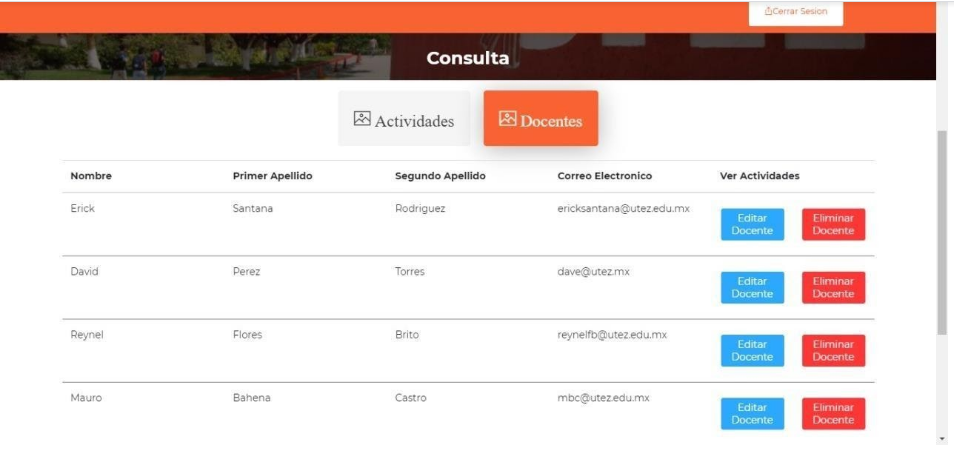 Cerrar Sesion
Consulta
Actividades Docentes
Nombre Primer Apellido Segundo Apellido Correo Electronico Ver Actividades
Erick Santana Rodriguez ericksantana@utez.edu.mx Editar Docente Eliminar Docente
David Perez Torres dave@utez.mx Editar Docente Eliminar Docente
Reynel Flores Brito reynelfb@utez.edu.mx Editar Docente Eliminar Docente
Mauro Bahena Castro mbc@utez.edu.mx Editar Docente Eliminar Docente